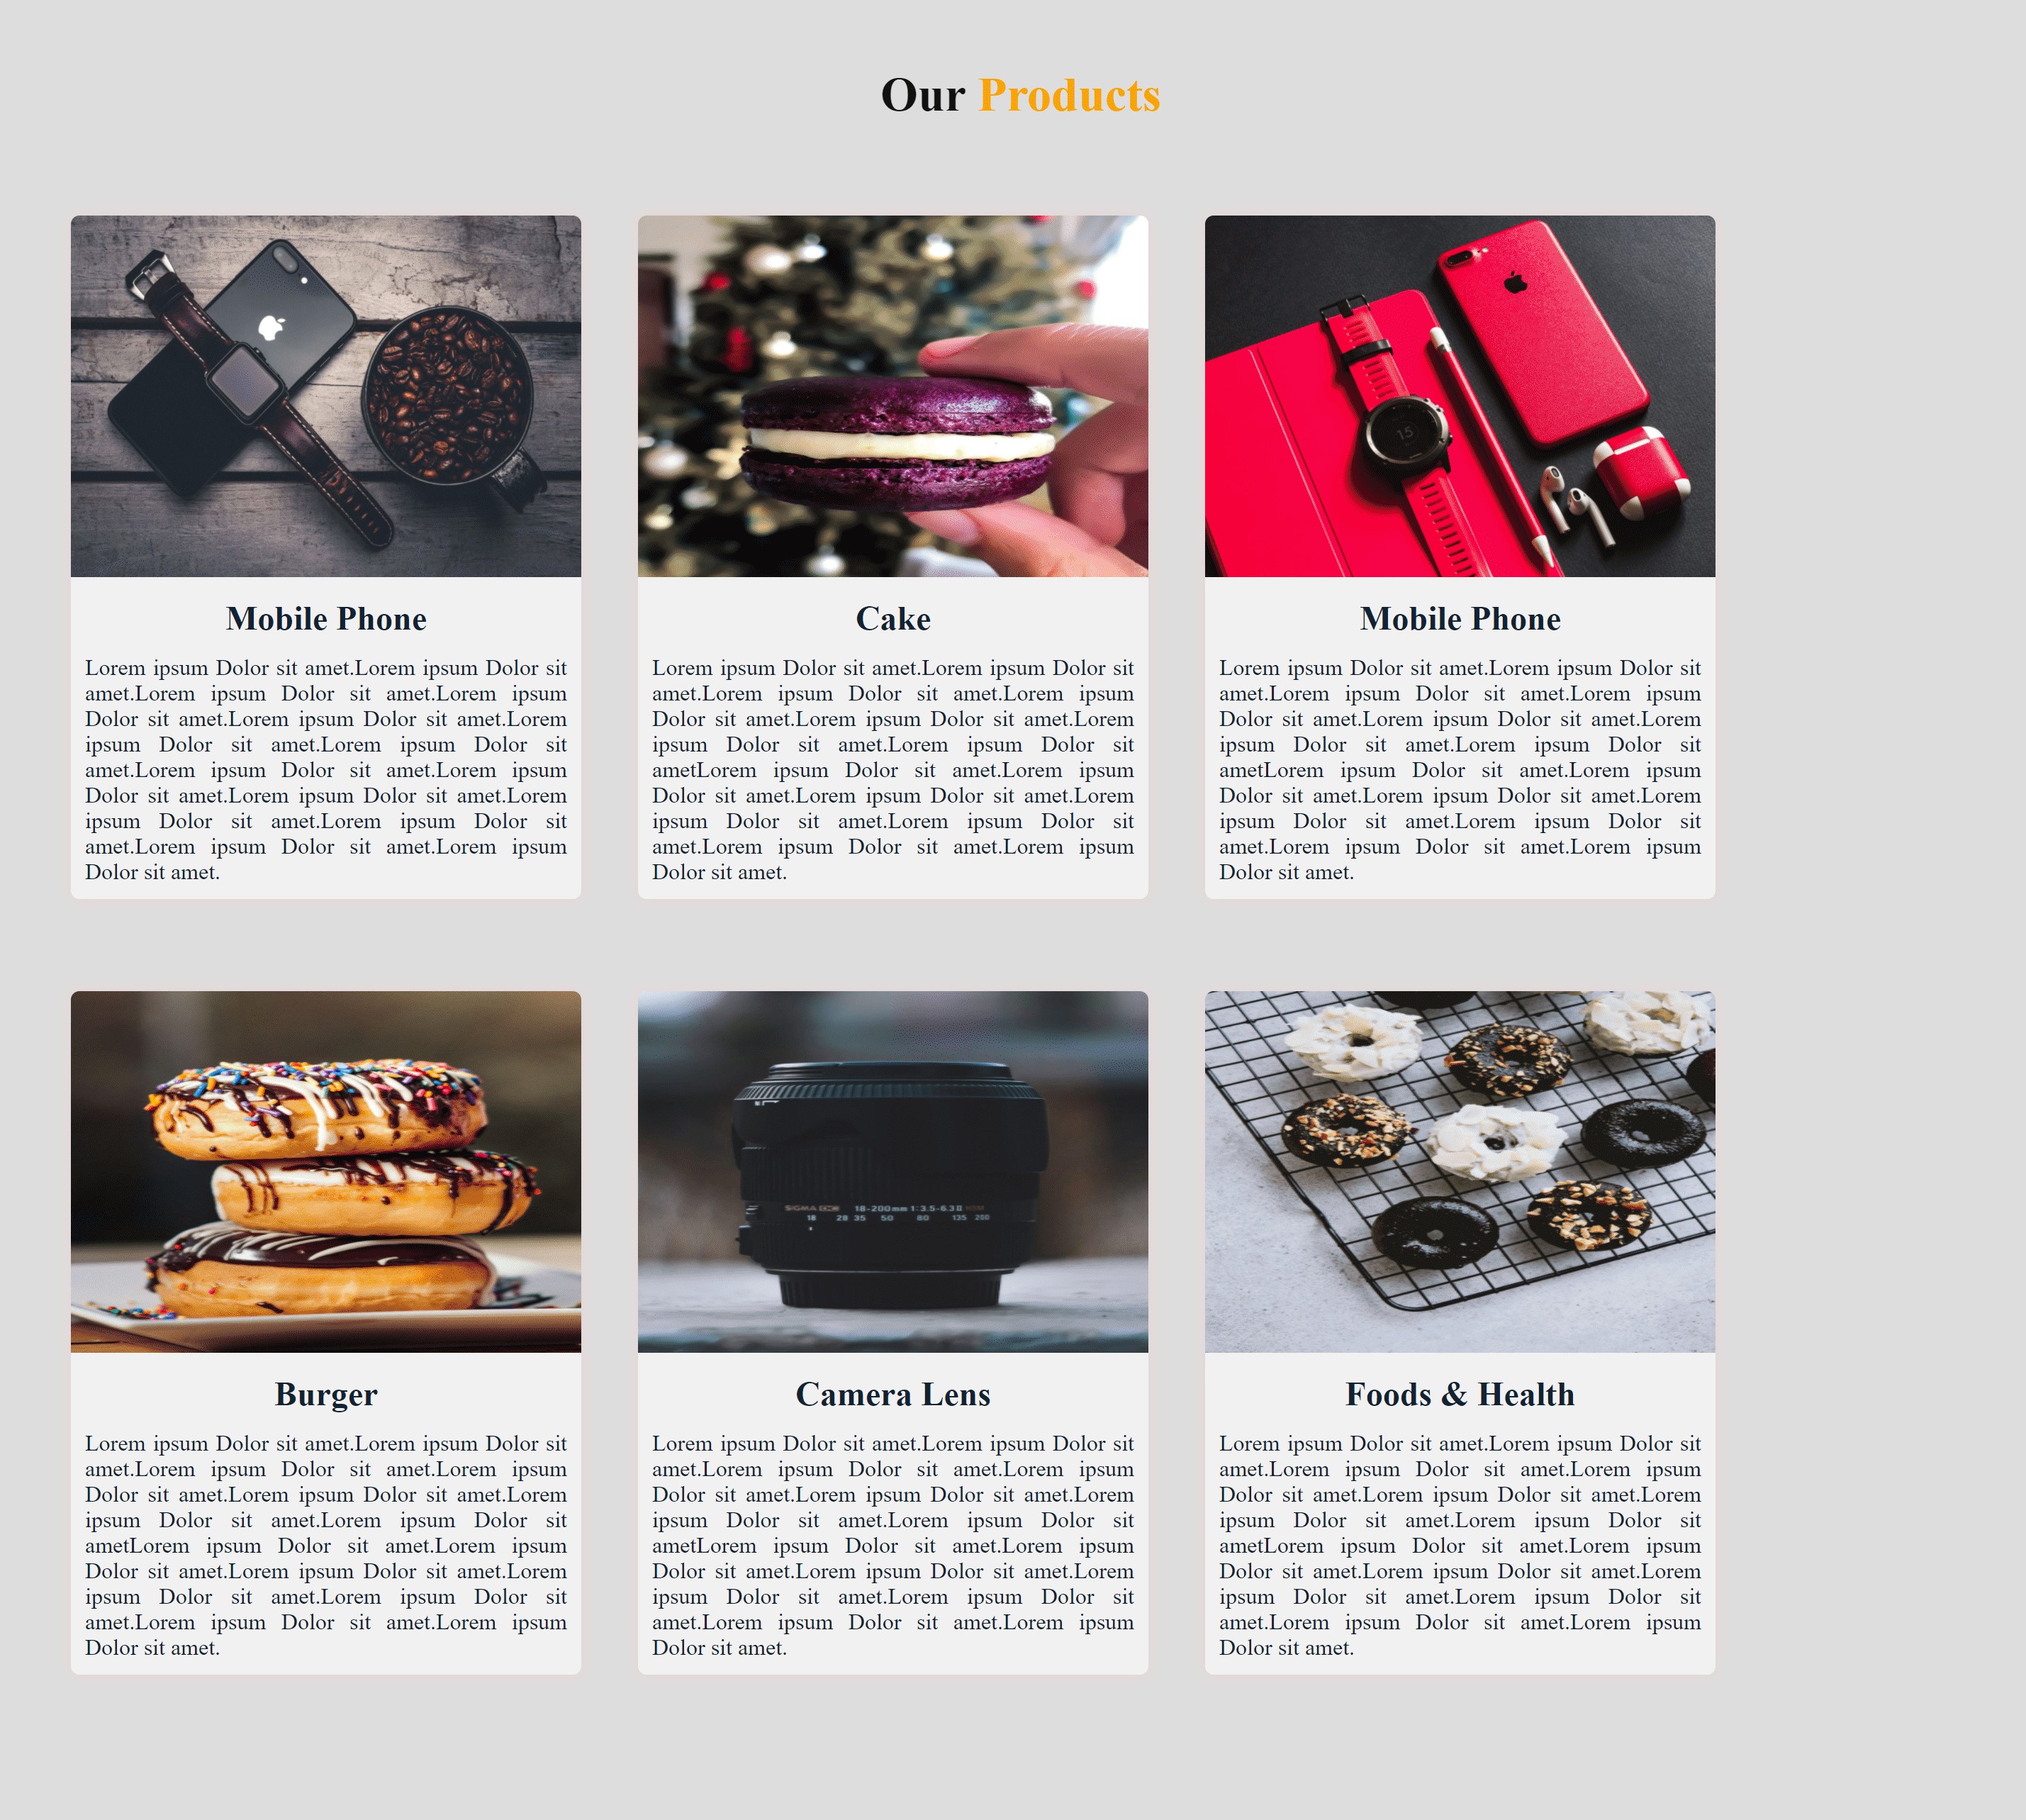 Our Products
15
Mobile Phone
Lorem ipsum Dolor sit amet.Lorem ipsum Dolor sit
amet.Lorem ipsum Dolor sit amet.Lorem ipsum
Dolor sit amet.Lorem ipsum Dolor sit amet.Lorem
ipsum Dolor sit amet.Lorem ipsum Dolor sit
amet.Lorem ipsum Dolor sit amet.Lorem ipsum
Dolor sit amet.Lorem ipsum Dolor sit amet.Lorem
ipsum Dolor sit amet.Lorem ipsum Dolor sit
amet.Lorem ipsum Dolor sit amet.Lorem ipsum
Dolor sit amet.
Cake
Lorem ipsum Dolor sit amet.Lorem ipsum Dolor sit
amet.Lorem ipsum Dolor sit amet.Lorem ipsum
Dolor sit amet.Lorem ipsum Dolor sit amet.Lorem
ipsum Dolor sit amet.Lorem ipsum Dolor sit
ametLorem ipsum Dolor sit amet.Lorem ipsum
Dolor sit amet.Lorem ipsum Dolor sit amet.Lorem
ipsum Dolor sit amet.Lorem ipsum Dolor sit
amet.Lorem ipsum Dolor sit amet.Lorem ipsum
Dolor sit amet.
Mobile Phone
Lorem ipsum Dolor sit amet.Lorem ipsum Dolor sit
amet.Lorem ipsum Dolor sit amet.Lorem ipsum
Dolor sit amet.Lorem ipsum Dolor sit amet.Lorem
ipsum Dolor sit amet.Lorem ipsum Dolor sit
ametLorem ipsum Dolor sit amet.Lorem ipsum
Dolor sit amet.Lorem ipsum Dolor sit amet.Lorem
ipsum Dolor sit amet.Lorem ipsum Dolor sit
amet.Lorem ipsum Dolor sit amet.Lorem ipsum
Dolor sit amet.
Burger
Lorem ipsum Dolor sit amet.Lorem ipsum Dolor sit
amet.Lorem ipsum Dolor sit amet.Lorem ipsum
Dolor sit amet.Lorem ipsum Dolor sit amet.Lorem
ipsum Dolor sit amet.Lorem ipsum Dolor sit
ametLorem ipsum Dolor sit amet.Lorem ipsum
Dolor sit amet.Lorem ipsum Dolor sit amet.Lorem
ipsum Dolor sit amet.Lorem ipsum Dolor sit
amet.Lorem ipsum Dolor sit amet.Lorem ipsum
Dolor sit amet.
SIGMA 18-200mm 1:3.5-6.3 II HSM
18 28 35 50 80 135 200
Camera Lens
Lorem ipsum Dolor sit amet.Lorem ipsum Dolor sit
amet.Lorem ipsum Dolor sit amet.Lorem ipsum
Dolor sit amet.Lorem ipsum Dolor sit amet.Lorem
ipsum Dolor sit amet.Lorem ipsum Dolor sit
ametLorem ipsum Dolor sit amet.Lorem ipsum
Dolor sit amet.Lorem ipsum Dolor sit amet.Lorem
ipsum Dolor sit amet.Lorem ipsum Dolor sit
amet.Lorem ipsum Dolor sit amet.Lorem ipsum
Dolor sit amet.
Foods & Health
Lorem ipsum Dolor sit amet.Lorem ipsum Dolor sit
amet.Lorem ipsum Dolor sit amet.Lorem ipsum
Dolor sit amet.Lorem ipsum Dolor sit amet.Lorem
ipsum Dolor sit amet.Lorem ipsum Dolor sit
ametLorem ipsum Dolor sit amet.Lorem ipsum
Dolor sit amet.Lorem ipsum Dolor sit amet.Lorem
ipsum Dolor sit amet.Lorem ipsum Dolor sit
amet.Lorem ipsum Dolor sit amet.Lorem ipsum
Dolor sit amet.